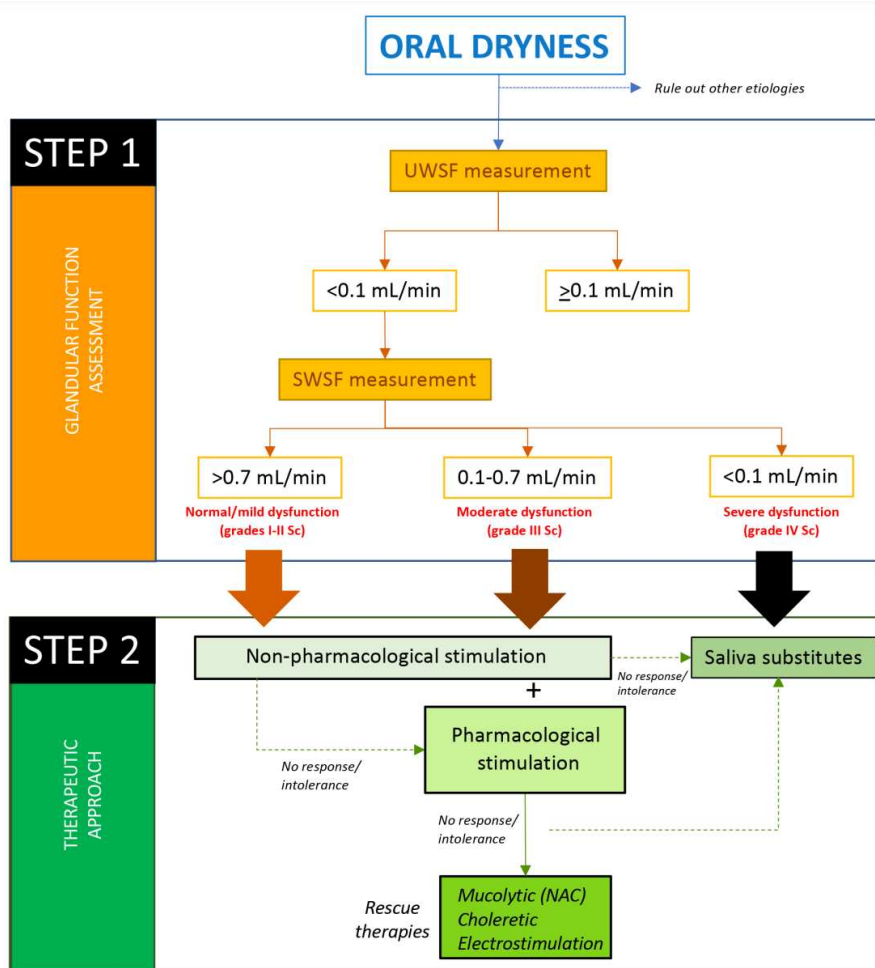 ORAL DRYNESS
Rule out other etiologies
STEP 1
GLANDULAR FUNCTION
ASSESSMENT
UWSF measurement
<0.1 mL/min
≥0.1 mL/min
SWSF measurement
>0.7 mL/min
0.1-0.7 mL/min
<0.1 mL/min
Normal/mild dysfunction
(grades I-II Sc)
Moderate dysfunction
(grade III Sc)
Severe dysfunction
(grade IV Sc)
STEP 2
THERAPEUTIC
APPROACH
Non-pharmacological stimulation
No response/
intolerance
Saliva substitutes
+
Pharmacological
stimulation
No response/
intolerance
No response/
intolerance
Rescue
therapies
Mucolytic (NAC)
Choleretic
Electrostimulation